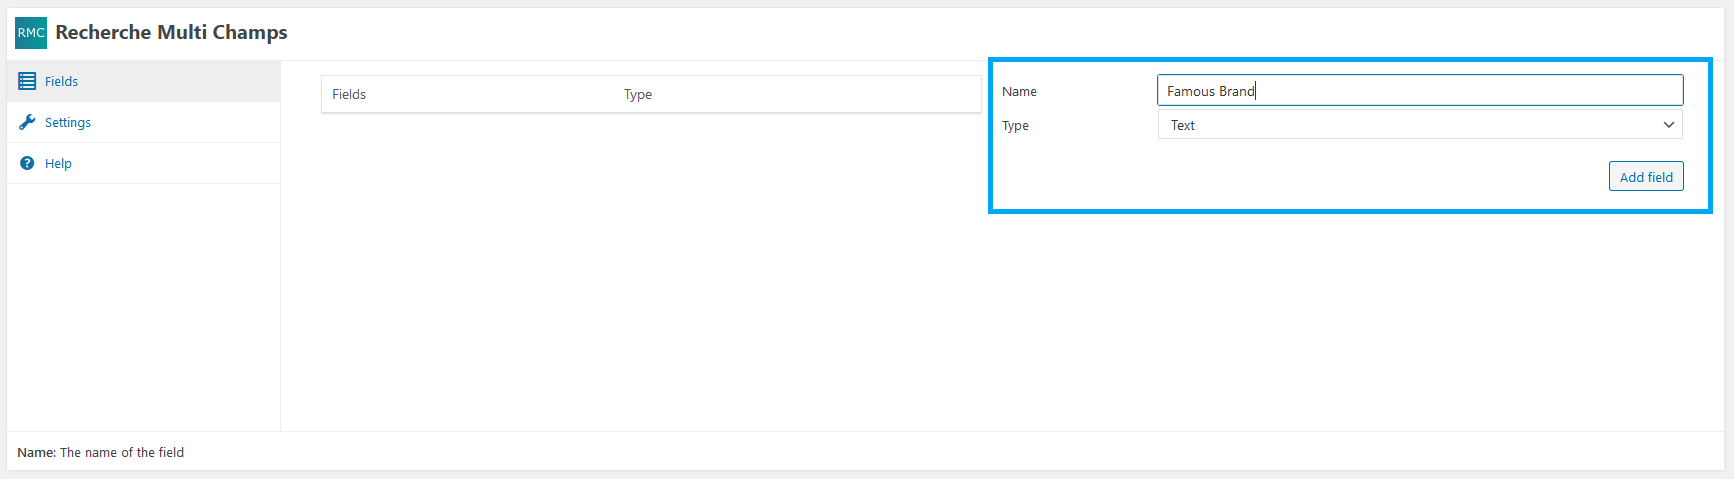 RMC Recherche Multi Champs
Fields
Settings
Help
Fields Type
Name Famous Brand
Type Text
Add field
Name: The name of the field